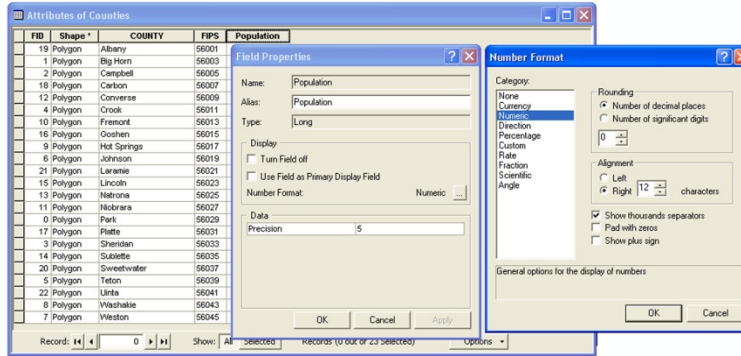 Attributes of Counties
FID Shape * COUNTY FIPS Population
19 Polygon Albany 56001
1 Polygon Big Horn 56003
2 Polygon Campbell 56005
18 Polygon Carbon 56007
12 Polygon Converse 56009
4 Polygon Crook 56011
10 Polygon Fremont 56013
16 Polygon Goshen 56015
9 Polygon Hot Springs 56017
6 Polygon Johnson 56019
21 Polygon Laramie 56021
15 Polygon Lincoln 56023
13 Polygon Natrona 56025
11 Polygon Niobrara 56027
0 Polygon Park 56029
17 Polygon Platte 56031
3 Polygon Sheridan 56033
14 Polygon Sublette 56035
20 Polygon Sweetwater 56037
5 Polygon Teton 56039
22 Polygon Uinta 56041
8 Polygon Washakie 56043
7 Polygon Weston 56045
Record: 0 Show: All Selected Records (0 out of 23 Selected) Options
Field Properties
Name: Population
Alias: Population
Type: Long
Display
Turn Field off
Use Field as Primary Display Field
Number Format: Numeric ...
Data
Precision 5
OK Cancel Apply
Number Format
Category:
None
Currency
Numeric
Direction
Percentage
Custom
Rate
Fraction
Scientific
Angle
Rounding
Number of decimal places
Number of significant digits
0
Alignment
Left
Right 12 characters
Show thousands separators
Pad with zeros
Show plus sign
General options for the display of numbers
OK Cancel